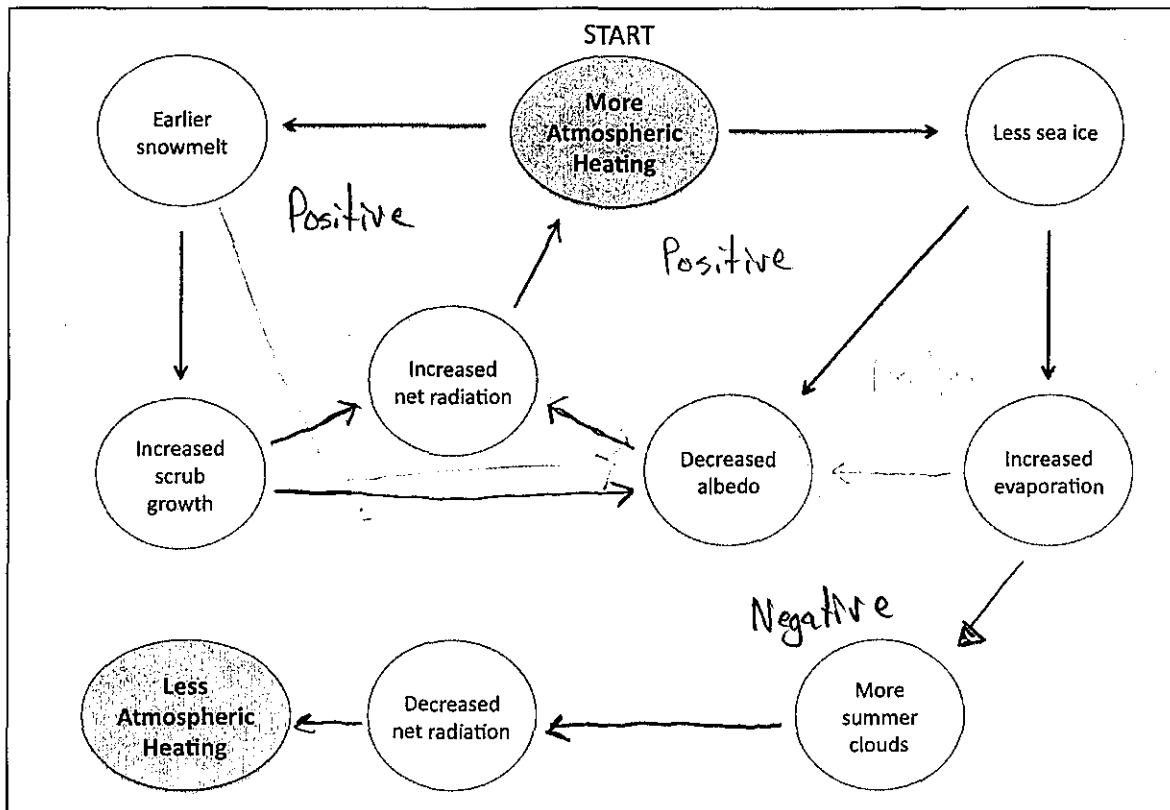 START
More
Atmospheric
Heating
Earlier
snowmelt
Less sea ice
Positive
Positive
Increased
net radiation
Increased
scrub
growth
Decreased
albedo
Increased
evaporation
Negative
Less
Atmospheric
Heating
Decreased
net radiation
More
summer
clouds